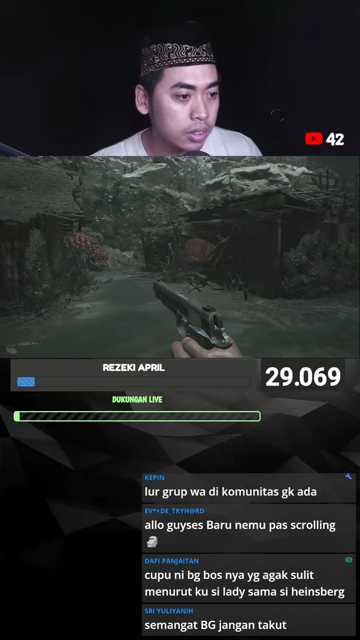 42
REZEKI APRIL
29.069
DUKUNGAN LIVE
KEPIN
lur grup wa di komunitas gk ada
EV*+DE_TRYH@RD
allo guyses Baru nemu pas scrolling
DAFI PANJAITAN
cupu ni bg bos nya yg agak sulit
menurut ku si lady sama si heinsberg
SRI YULIYANIH
semangat BG jangan takut